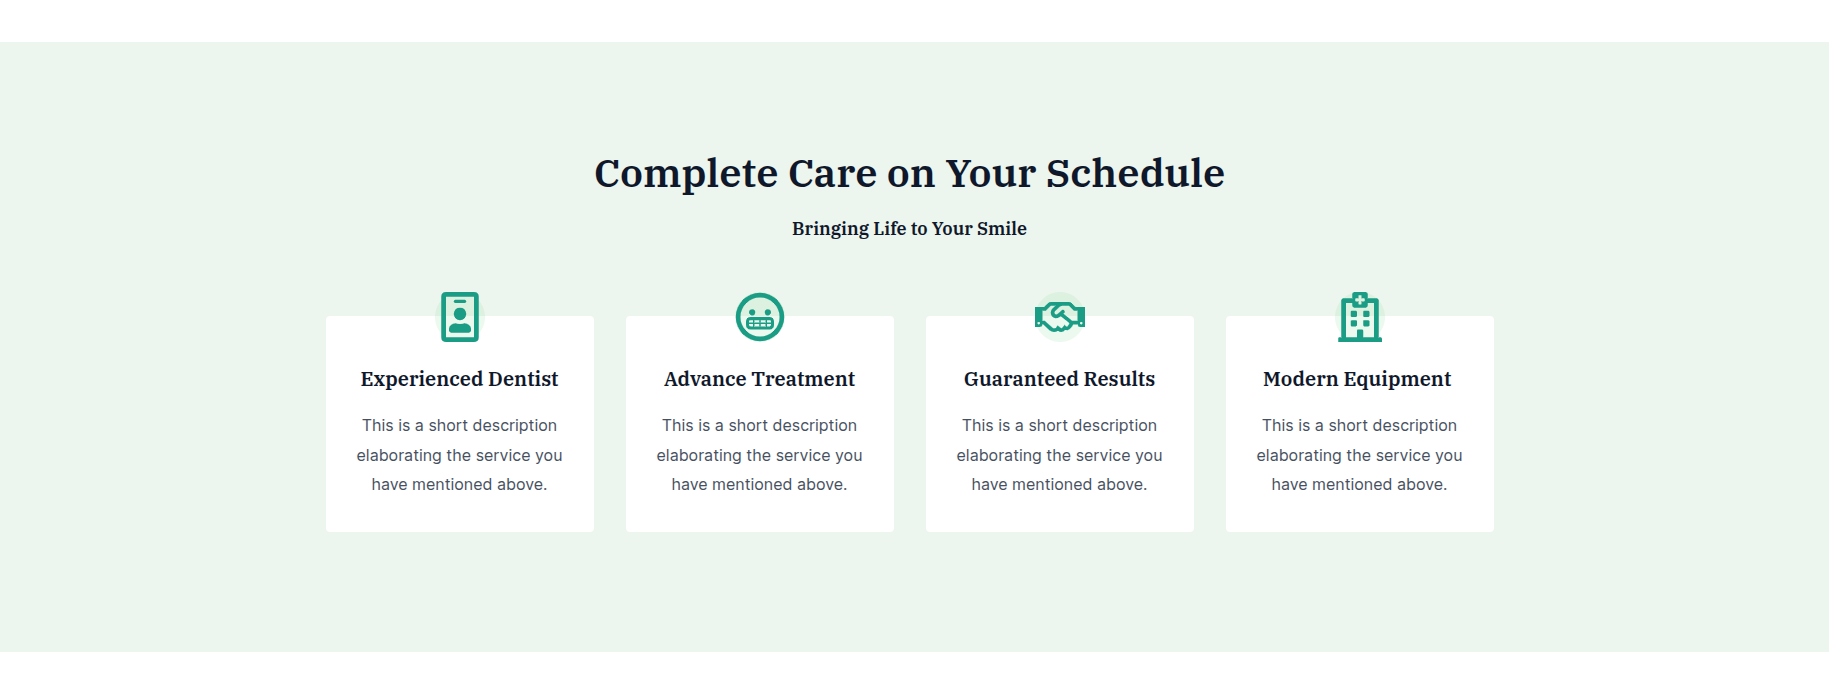 Complete Care on Your Schedule
Bringing Life to Your Smile
Experienced Dentist
This is a short description
elaborating the service you
have mentioned above.
Advance Treatment
This is a short description
elaborating the service you
have mentioned above.
Guaranteed Results
This is a short description
elaborating the service you
have mentioned above.
Modern Equipment
This is a short description
elaborating the service you
have mentioned above.